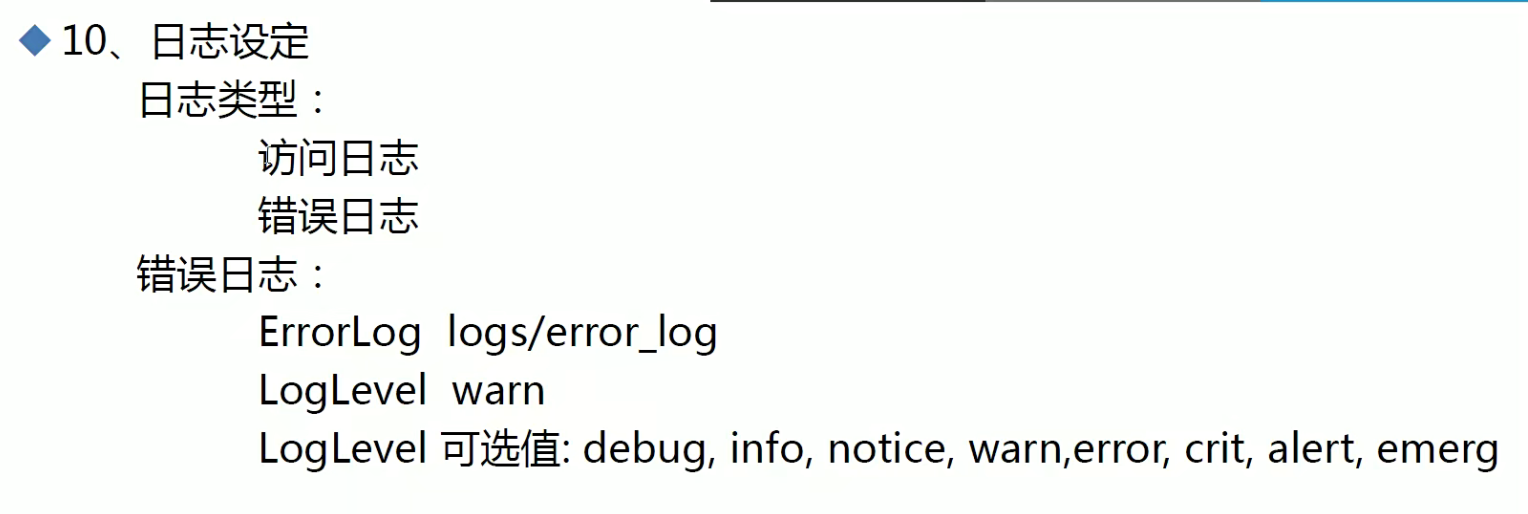 10、日志设定
日志类型：
访问日志
错误日志
错误日志：
ErrorLog logs/error_log
LogLevel warn
LogLevel 可选值: debug, info, notice, warn,error, crit, alert, emerg